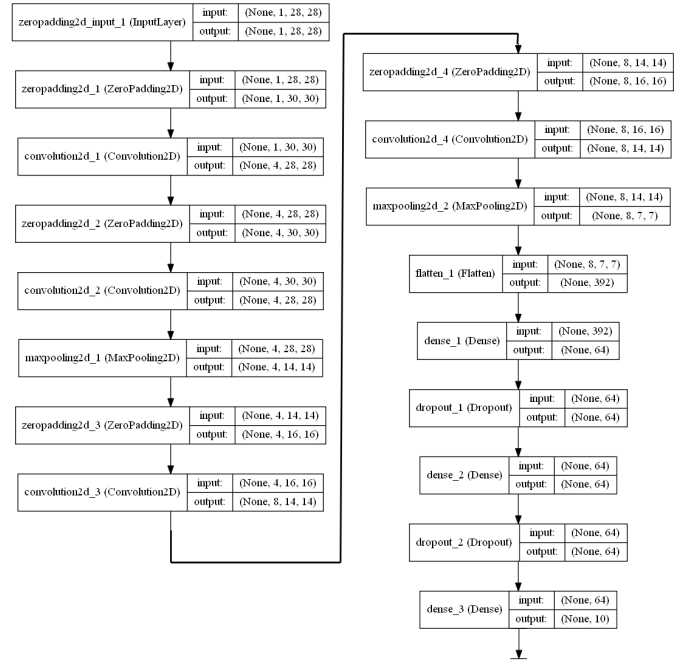 zeropadding2d_input_1 (InputLayer) input: (None, 1, 28, 28)
output: (None, 1, 28, 28)
zeropadding2d_1 (ZeroPadding2D) input: (None, 1, 28, 28)
output: (None, 1, 30, 30)
convolution2d_1 (Convolution2D) input: (None, 1, 30, 30)
output: (None, 4, 28, 28)
zeropadding2d_2 (ZeroPadding2D) input: (None, 4, 28, 28)
output: (None, 4, 30, 30)
convolution2d_2 (Convolution2D) input: (None, 4, 30, 30)
output: (None, 4, 28, 28)
maxpooling2d_1 (MaxPooling2D) input: (None, 4, 28, 28)
output: (None, 4, 14, 14)
zeropadding2d_3 (ZeroPadding2D) input: (None, 4, 14, 14)
output: (None, 4, 16, 16)
convolution2d_3 (Convolution2D) input: (None, 4, 16, 16)
output: (None, 8, 14, 14)
zeropadding2d_4 (ZeroPadding2D) input: (None, 8, 14, 14)
output: (None, 8, 16, 16)
convolution2d_4 (Convolution2D) input: (None, 8, 16, 16)
output: (None, 8, 14, 14)
maxpooling2d_2 (MaxPooling2D) input: (None, 8, 14, 14)
output: (None, 8, 7, 7)
flatten_1 (Flatten) input: (None, 8, 7, 7)
output: (None, 392)
dense_1 (Dense) input: (None, 392)
output: (None, 64)
dropout_1 (Dropout) input: (None, 64)
output: (None, 64)
dense_2 (Dense) input: (None, 64)
output: (None, 64)
dropout_2 (Dropout) input: (None, 64)
output: (None, 64)
dense_3 (Dense) input: (None, 64)
output: (None, 10)